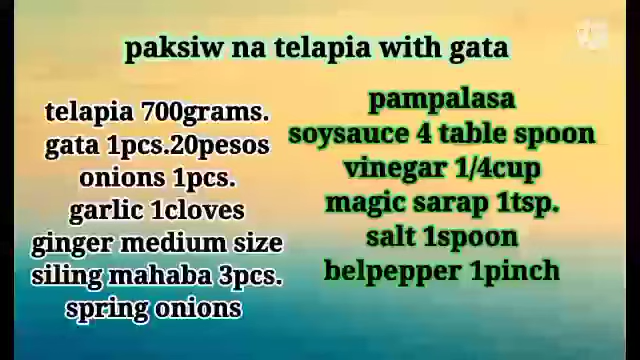 paksiw na telapia with gata
telapia 700grams.
gata 1pcs.20pesos
onions 1pcs.
garlic 1cloves
ginger medium size
siling mahaba 3pcs.
spring onions
pampalasa
soysauce 4 table spoon
vinegar 1/4cup
magic sarap 1tsp.
salt 1spoon
belpepper 1pinch